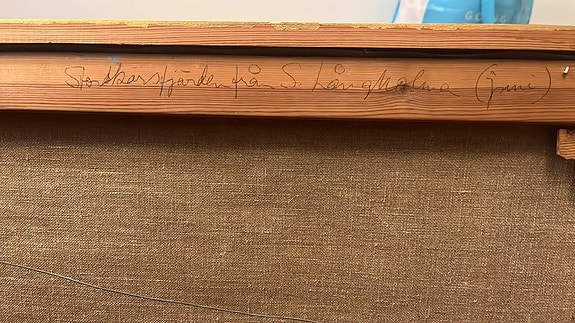 Storskärsfjärden från S. Långholma (juni)